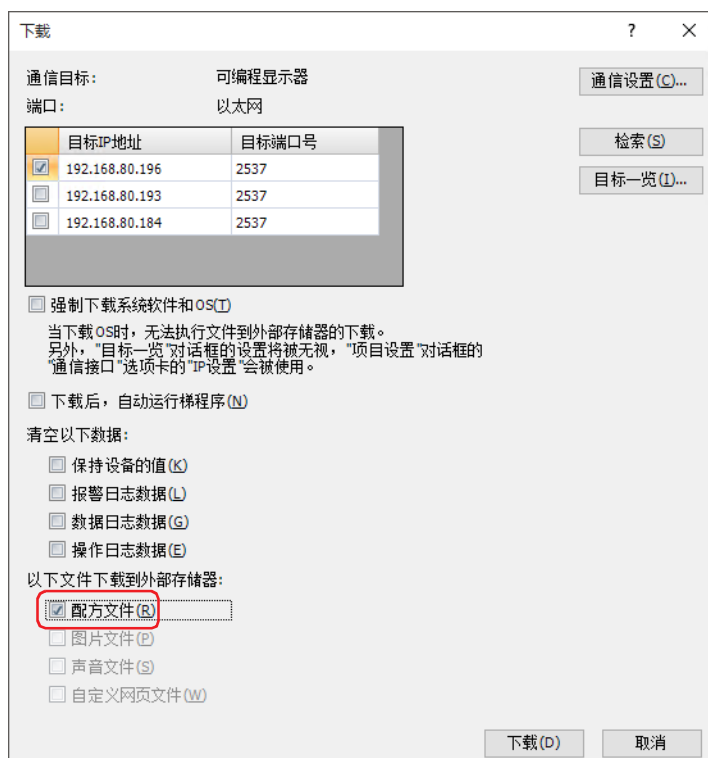 下载 ?
通信目标: 可编程显示器 通信设置(C)...
端口: 以太网
目标IP地址 目标端口号 检索(S)
192.168.80.196 2537
目标一览(I)...
192.168.80.193 2537
192.168.80.184 2537
强制下载系统软件和OS(T)
当下载OS时，无法执行文件到外部存储器的下载。
另外，"目标一览"对话框的设置将被无视，"项目设置"对话框的
"通信接口"选项卡的"IP设置"会被使用。
下载后，自动运行梯程序(N)
清空以下数据:
保持设备的值(K)
报警日志数据(L)
数据日志数据(G)
操作日志数据(E)
以下文件下载到外部存储器:
配方文件(R)
图片文件(P)
声音文件(S)
自定义网页文件(W)
下载(D) 取消